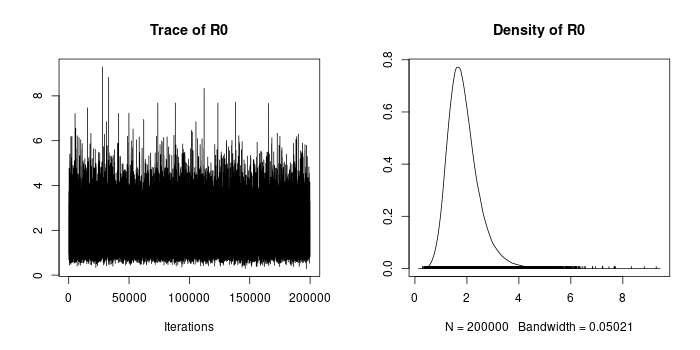 Trace of R0
8
6
4
2
0
0 50000 100000 150000 200000
Iterations
Density of R0
0.8
0.6
0.4
0.2
0.0
0 2 4 6 8
N = 200000 Bandwidth = 0.05021